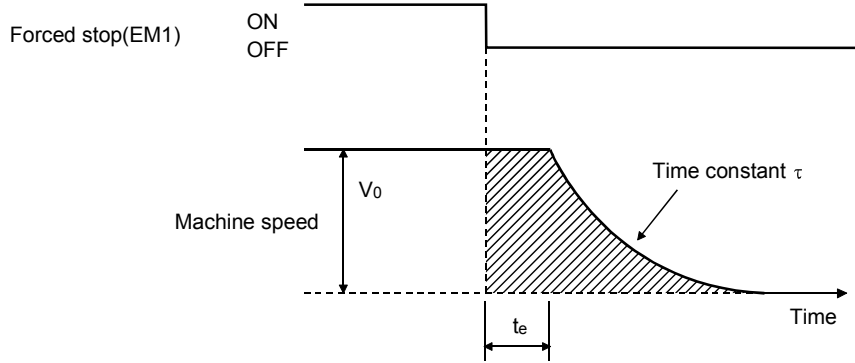 Forced stop(EM1)
ON
OFF
V0
Time constant τ
Machine speed
Time
te